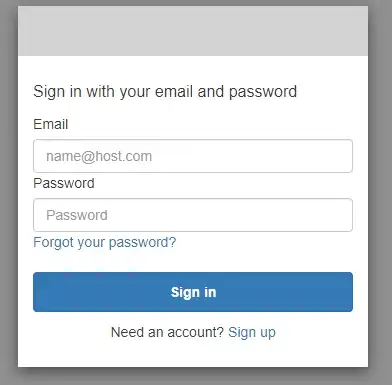 Sign in with your email and password
Email
name@host.com
Password
Password
Forgot your password?
Sign in
Need an account? Sign up